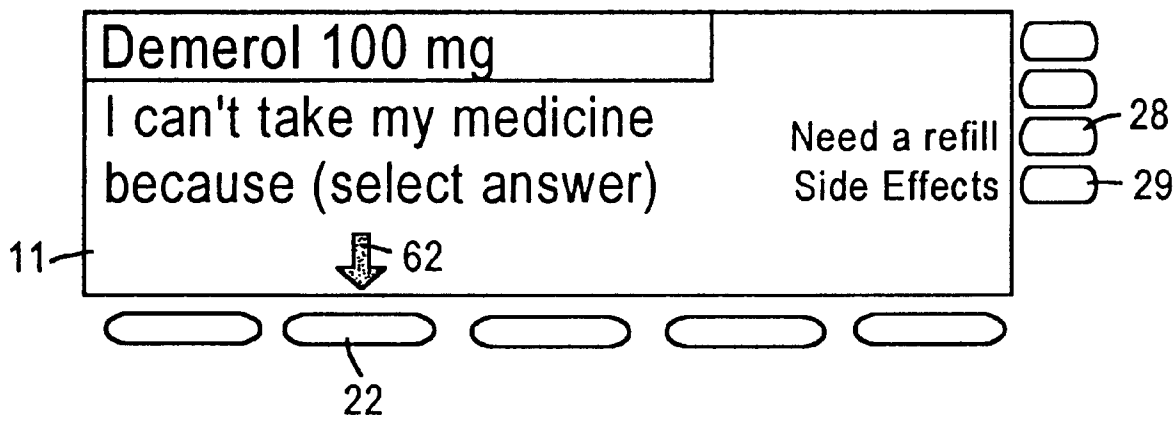 Demerol 100 mg
I can't take my medicine
because (select answer)
Need a refill
Side Effects
28
29
11
62
22